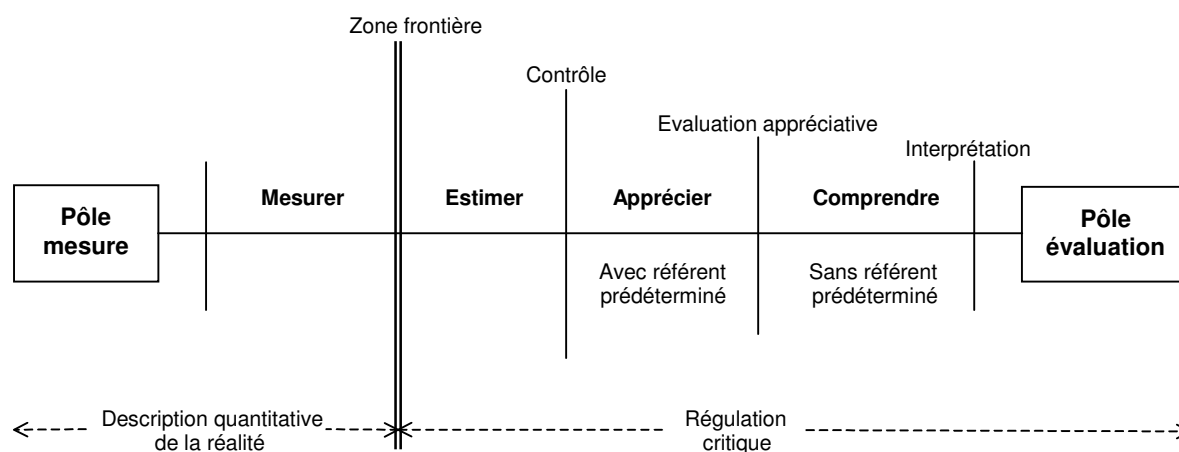 Zone frontière
Contrôle
Evaluation appréciative
Interprétation
Pôle
mesure
Mesurer
Estimer
Apprécier
Comprendre
Pôle
évaluation
Avec référent
prédéterminé
Sans référent
prédéterminé
Description quantitative
de la réalité
Régulation
critique